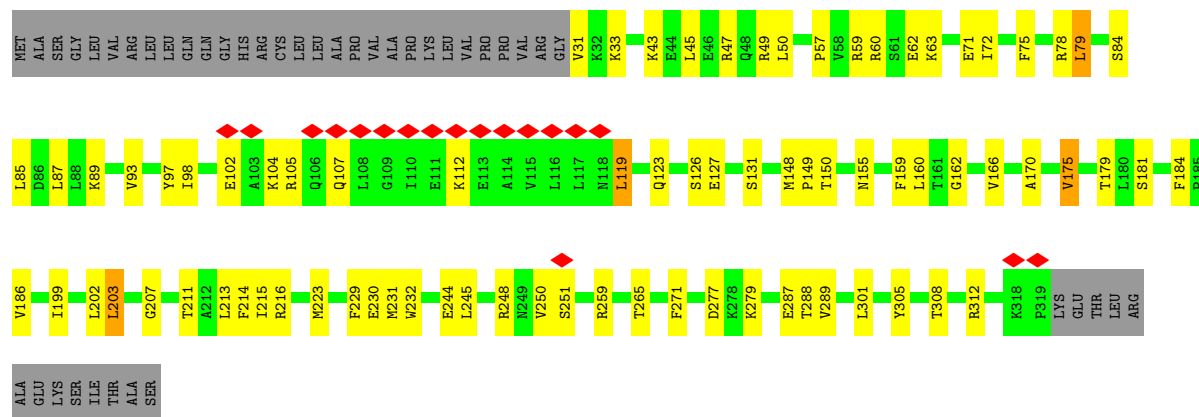 MET ALA SER GLY LEU VAL ARG LEU LEU GLN GLN GLY HIS ARG CYS LEU LEU ALA PRO VAL ALA PRO LYS LEU VAL PRO PRO VAL ARG GLY V31 K32 K33 K43 E44 L45 E46 R47 Q48 R49 L50 P57 V58 R59 R60 S61 E62 K63 E71 I72 F75 R78 L79 S84
L85 D86 L87 L88 K89 V93 Y97 I98 E102 A103 K104 R105 Q106 Q107 L108 G109 I110 E111 K112 E113 A114 V115 L116 L117 N118 L119 Q123 S126 E127 S131 M148 P149 T150 N155 F159 L160 T161 G162 V166 A170 V175 T179 L180 S181 F184 P185
V186 I199 L202 L203 G207 T211 A212 L213 F214 I215 R216 M223 F229 E230 M231 W232 E244 L245 R248 N249 V250 S251 R259 T265 F271 D277 K278 K279 E287 T288 V289 L301 Y305 T308 R312 K318 P319 LYS GLU THR LEU ARG
ALA GLU LYS SER ILE THR ALA SER